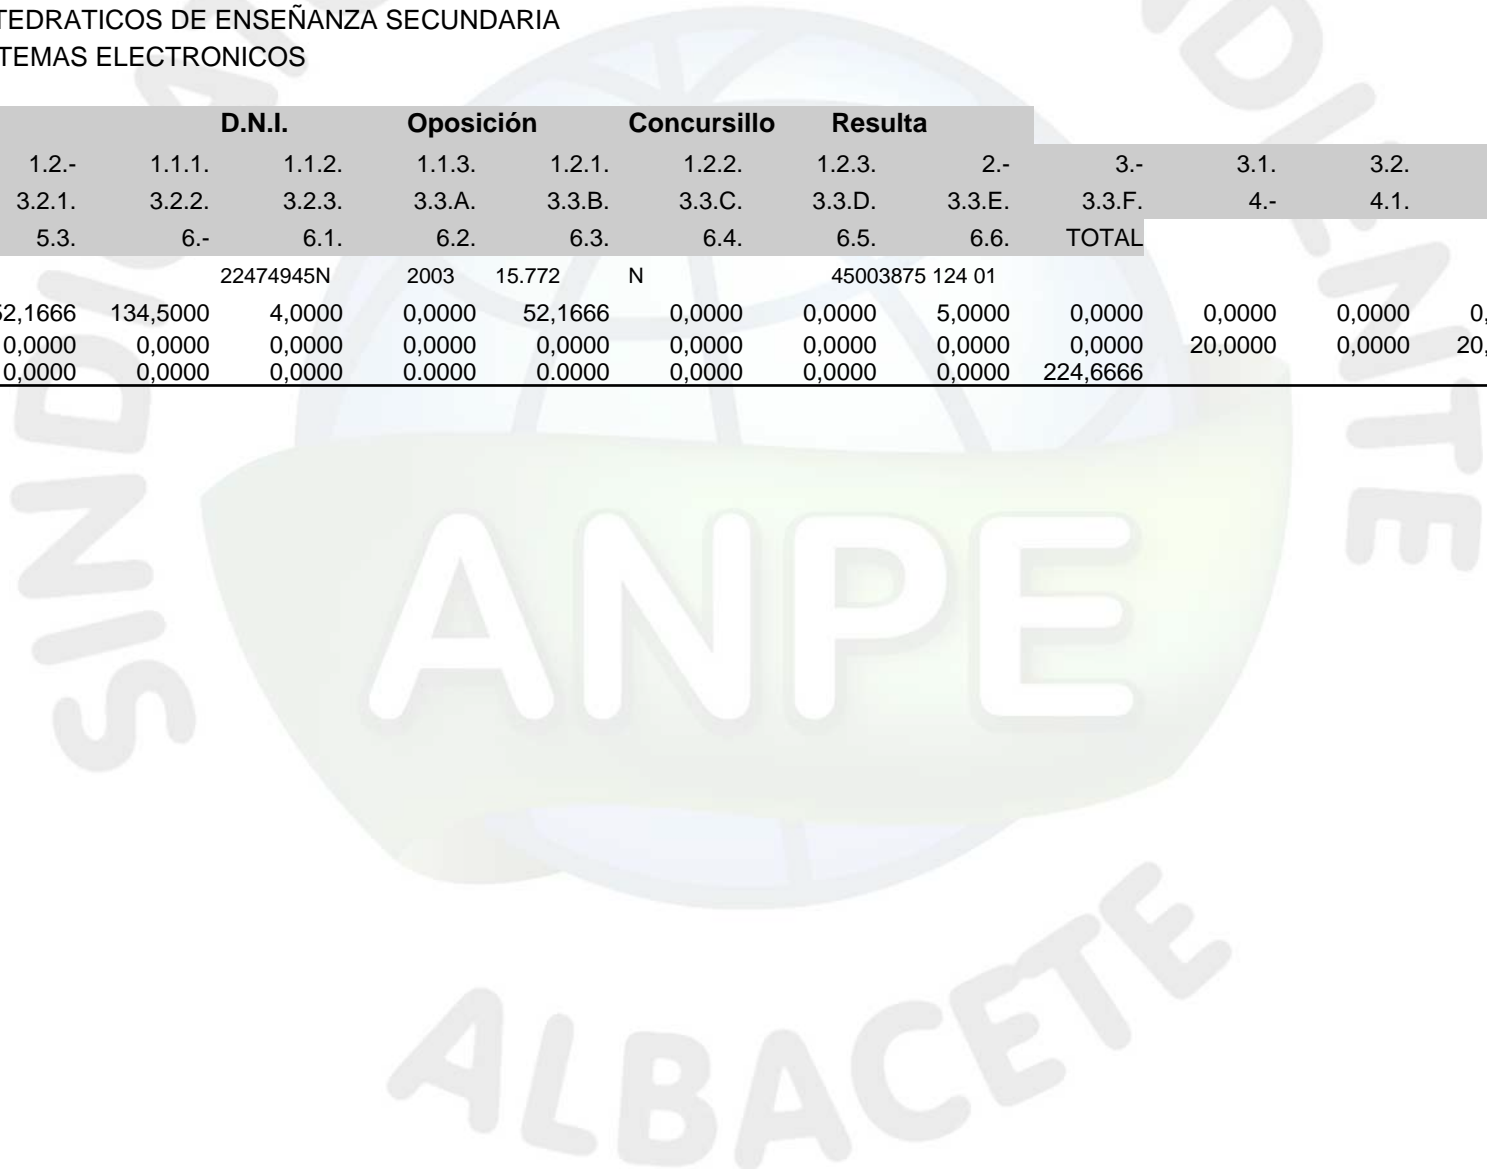 TEDRATICOS DE ENSEÑANZA SECUNDARIA
TEMAS ELECTRONICOS
D.N.I. Oposición Concursillo Resulta
1.2.- 1.1.1. 1.1.2. 1.1.3. 1.2.1. 1.2.2. 1.2.3. 2.- 3.- 3.1. 3.2.
3.2.1. 3.2.2. 3.2.3. 3.3.A. 3.3.B. 3.3.C. 3.3.D. 3.3.E. 3.3.F. 4.- 4.1.
5.3. 6.- 6.1. 6.2. 6.3. 6.4. 6.5. 6.6. TOTAL
22474945N 2003 15.772 N 45003875 124 01
52,1666 134,5000 4,0000 0,0000 52,1666 0,0000 0,0000 5,0000 0,0000 0,0000 0,0000 0,
0,0000 0,0000 0,0000 0,0000 0,0000 0,0000 0,0000 0,0000 0,0000 20,0000 0,0000 20,
0,0000 0,0000 0,0000 0.0000 0.0000 0,0000 0,0000 0,0000 224,6666
ANPE
ALBACETE